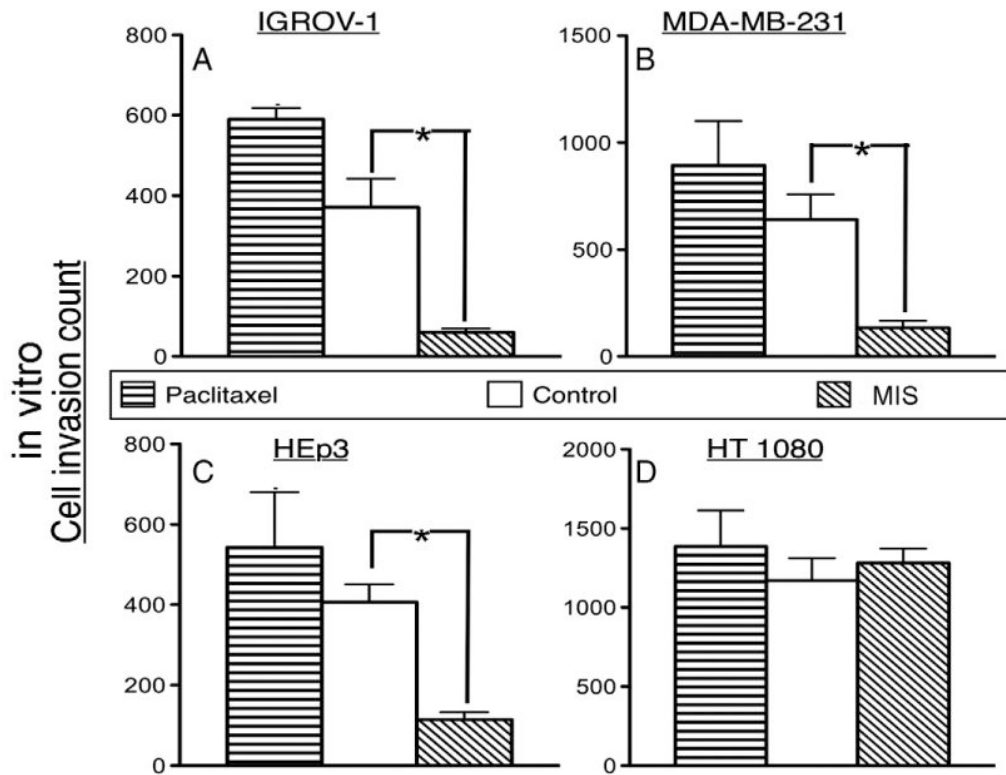 IGROV-1
A
800
600
400
200
0
*
MDA-MB-231
B
1500
1000
500
0
*
in vitro
Cell invasion count
Paclitaxel Control MIS
HEp3
C
800
600
400
200
0
*
HT 1080
D
2000
1500
1000
500
0